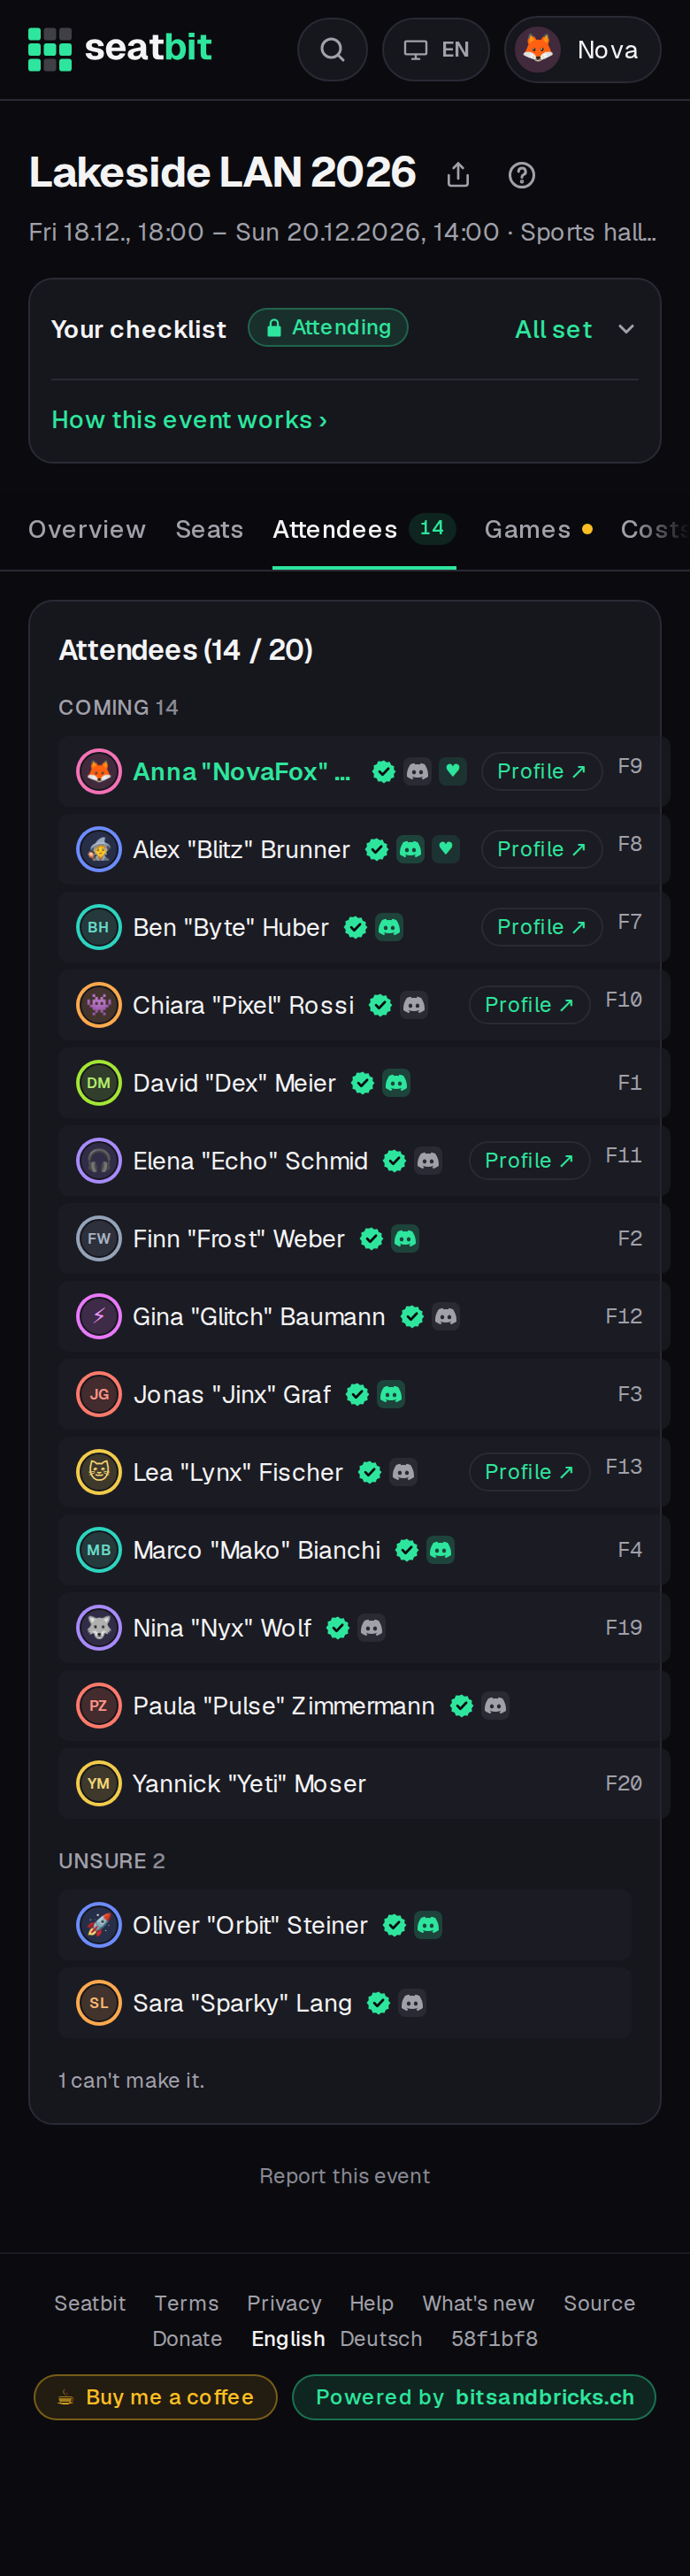 seatbit
EN
Nova
Lakeside LAN 2026
Fri 18.12., 18:00 – Sun 20.12.2026, 14:00 · Sports hall...
Your checklist
Attending
All set
How this event works ›
Overview
Seats
Attendees 14
Games
Costs
Attendees (14 / 20)
COMING 14
Anna "NovaFox" ... Profile ↗ F9
Alex "Blitz" Brunner Profile ↗ F8
BH Ben "Byte" Huber Profile ↗ F7
Chiara "Pixel" Rossi Profile ↗ F10
DM David "Dex" Meier F1
Elena "Echo" Schmid Profile ↗ F11
FW Finn "Frost" Weber F2
Gina "Glitch" Baumann F12
JG Jonas "Jinx" Graf F3
Lea "Lynx" Fischer Profile ↗ F13
MB Marco "Mako" Bianchi F4
Nina "Nyx" Wolf F19
PZ Paula "Pulse" Zimmermann
YM Yannick "Yeti" Moser F20
UNSURE 2
Oliver "Orbit" Steiner
SL Sara "Sparky" Lang
1 can't make it.
Report this event
Seatbit Terms Privacy Help What's new Source
Donate English Deutsch 58f1bf8
Buy me a coffee
Powered by bitsandbricks.ch